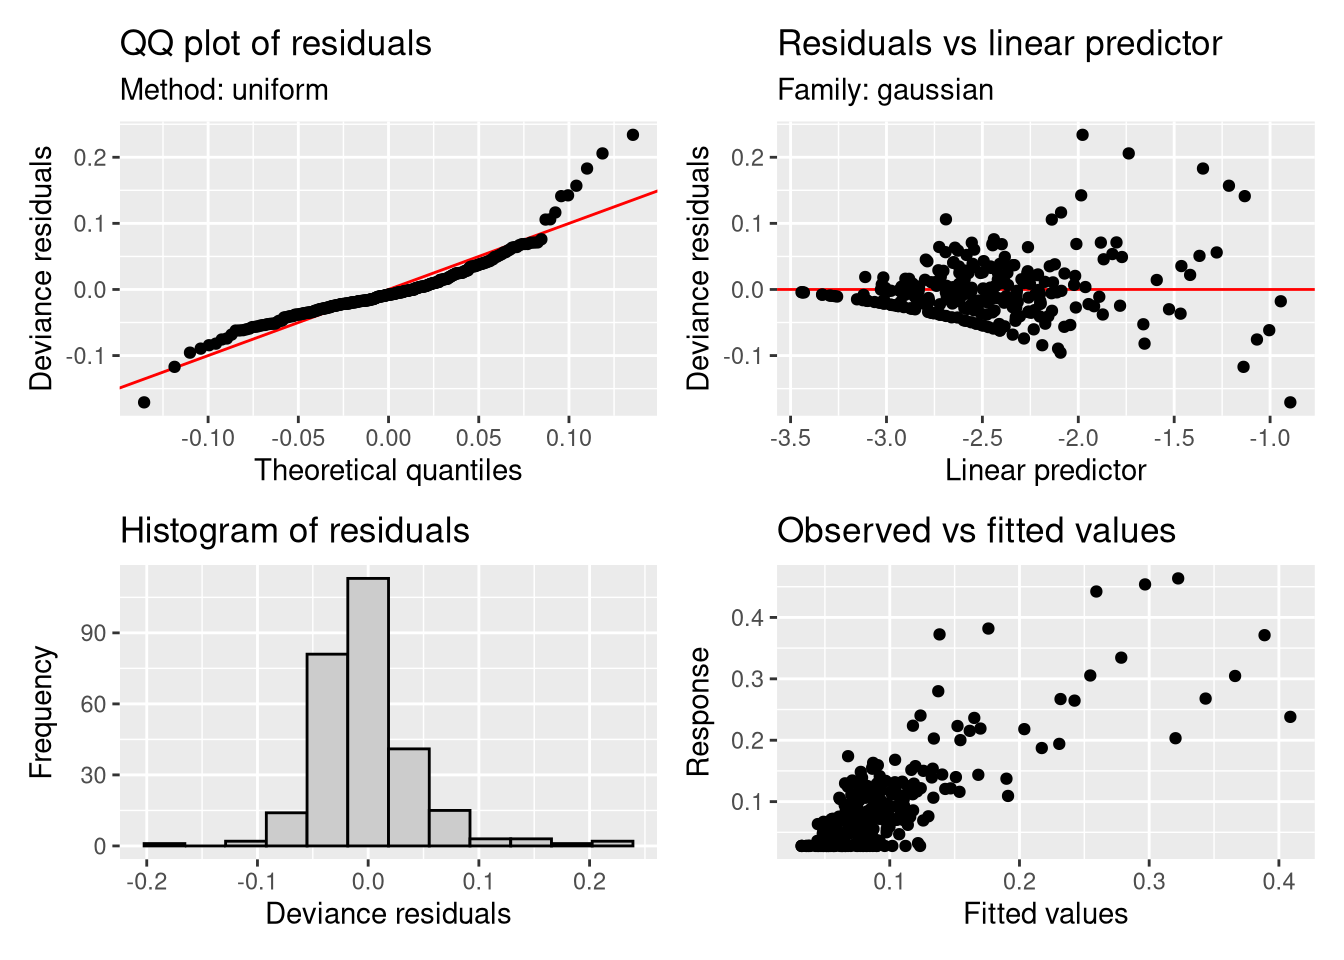 QQ plot of residuals
Method: uniform
Deviance residuals
0.2
0.1
0.0
-0.1
-0.10 -0.05 0.00 0.05 0.10
Theoretical quantiles
Residuals vs linear predictor
Family: gaussian
Deviance residuals
0.2
0.1
0.0
-0.1
-3.5 -3.0 -2.5 -2.0 -1.5 -1.0
Linear predictor
Histogram of residuals
Frequency
90
60
30
0
-0.2 -0.1 0.0 0.1 0.2
Deviance residuals
Observed vs fitted values
Response
0.4
0.3
0.2
0.1
0.1 0.2 0.3 0.4
Fitted values